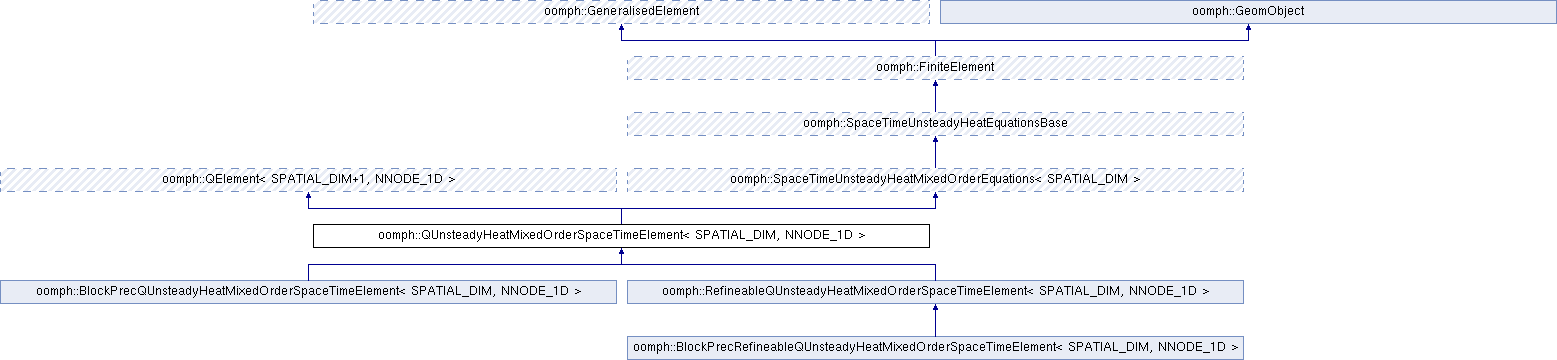 oomph::GeneralisedElement
oomph::GeomObject
oomph::FiniteElement
oomph::SpaceTimeUnsteadyHeatEquationsBase
oomph::QElement< SPATIAL_DIM+1, NNODE_1D >
oomph::SpaceTimeUnsteadyHeatMixedOrderEquations< SPATIAL_DIM >
oomph::QUnsteadyHeatMixedOrderSpaceTimeElement< SPATIAL_DIM, NNODE_1D >
oomph::BlockPrecQUnsteadyHeatMixedOrderSpaceTimeElement< SPATIAL_DIM, NNODE_1D >
oomph::RefineableQUnsteadyHeatMixedOrderSpaceTimeElement< SPATIAL_DIM, NNODE_1D >
oomph::BlockPrecRefineableQUnsteadyHeatMixedOrderSpaceTimeElement< SPATIAL_DIM, NNODE_1D >